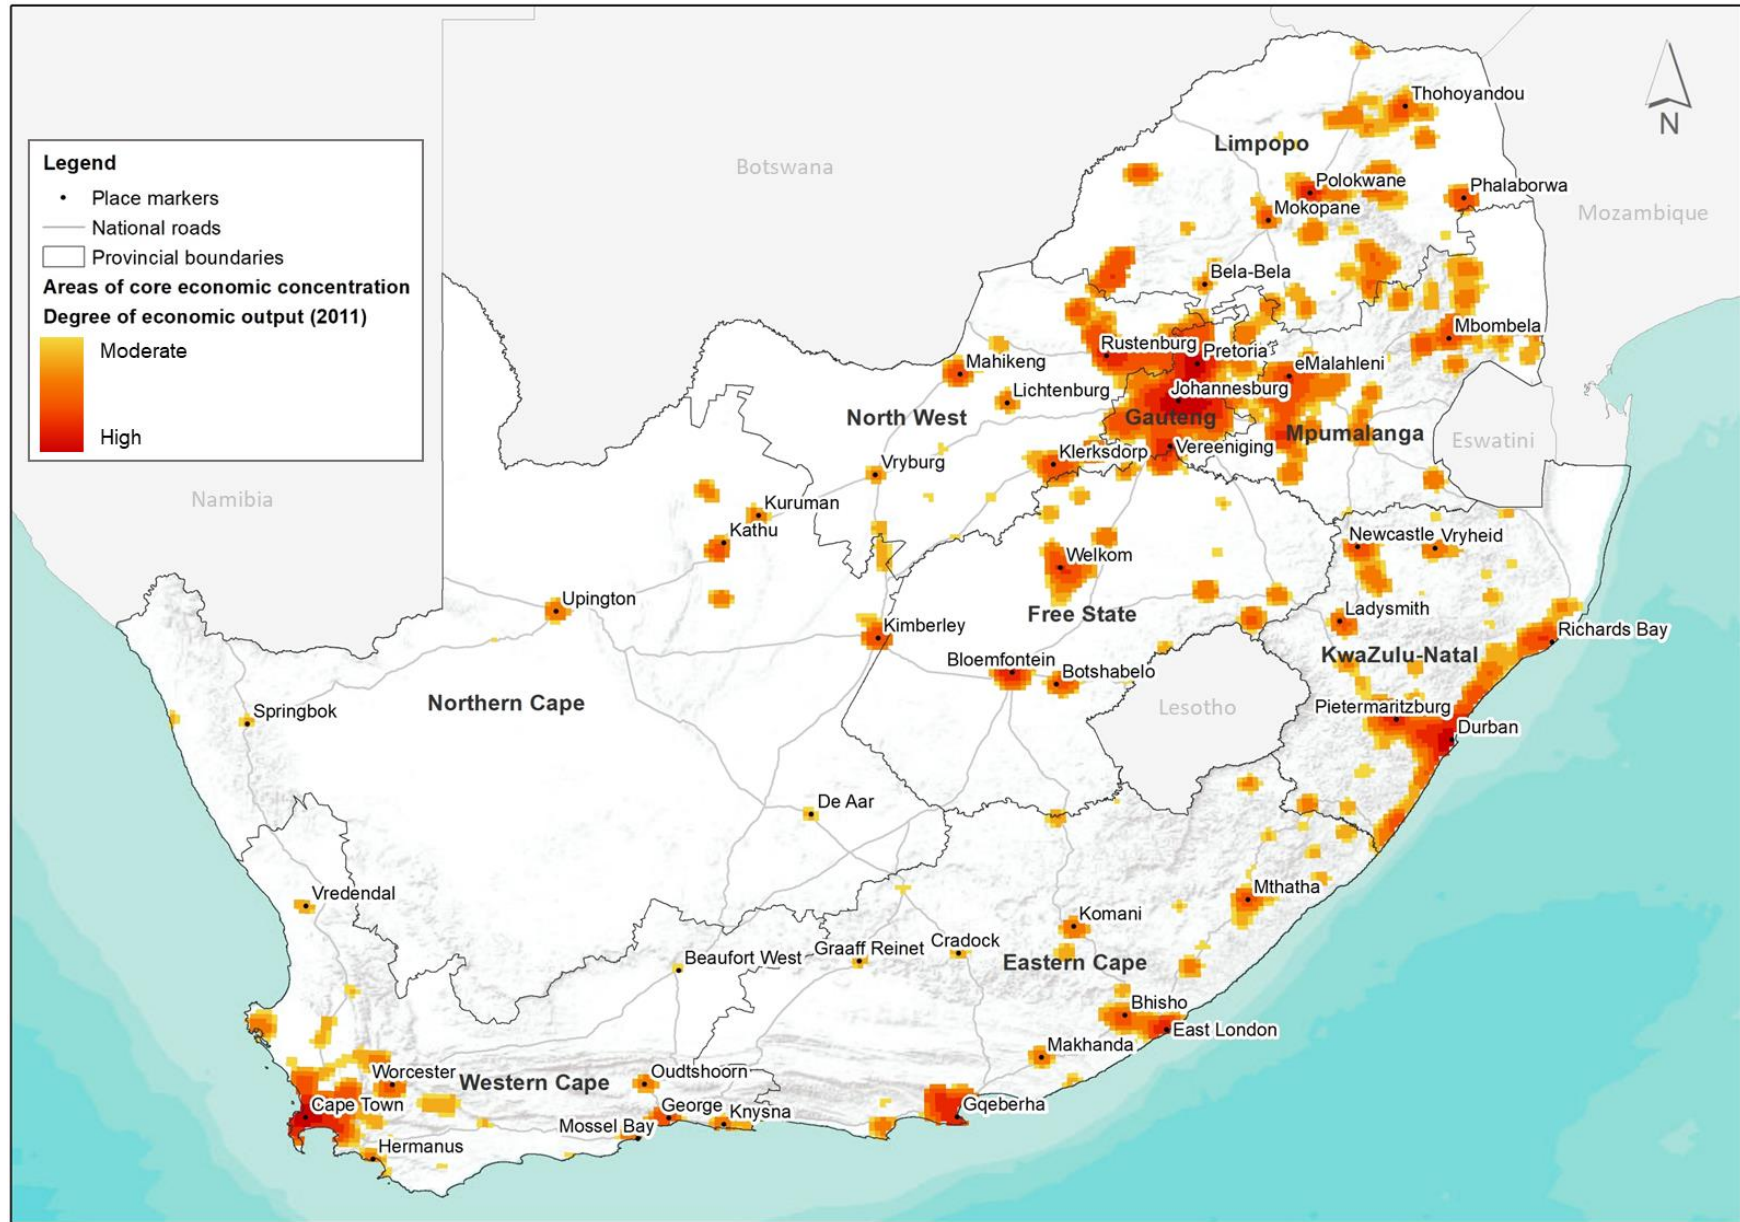 Legend
Place markers
National roads
Provincial boundaries
Areas of core economic concentration
Degree of economic output (2011)
Moderate
High
N
Botswana
Mozambique
Namibia
Eswatini
Lesotho
Thohoyandou
Limpopo
Polokwane
Phalaborwa
Mokopane
Bela-Bela
Mbombela
Rustenburg
Pretoria
eMalahleni
Mahikeng
Johannesburg
Lichtenburg
North West
Gauteng
Mpumalanga
Vereeniging
Klerksdorp
Vryburg
Kuruman
Kathu
Newcastle
Vryheid
Welkom
Upington
Free State
Ladysmith
Kimberley
Richards Bay
KwaZulu-Natal
Bloemfontein
Botshabelo
Northern Cape
Springbok
Pietermaritzburg
Durban
De Aar
Vredendal
Mthatha
Komani
Cradock
Graaff Reinet
Beaufort West
Eastern Cape
Bhisho
East London
Makhanda
Worcester
Western Cape
Oudtshoorn
Cape Town
George
Knysna
Gqeberha
Mossel Bay
Hermanus